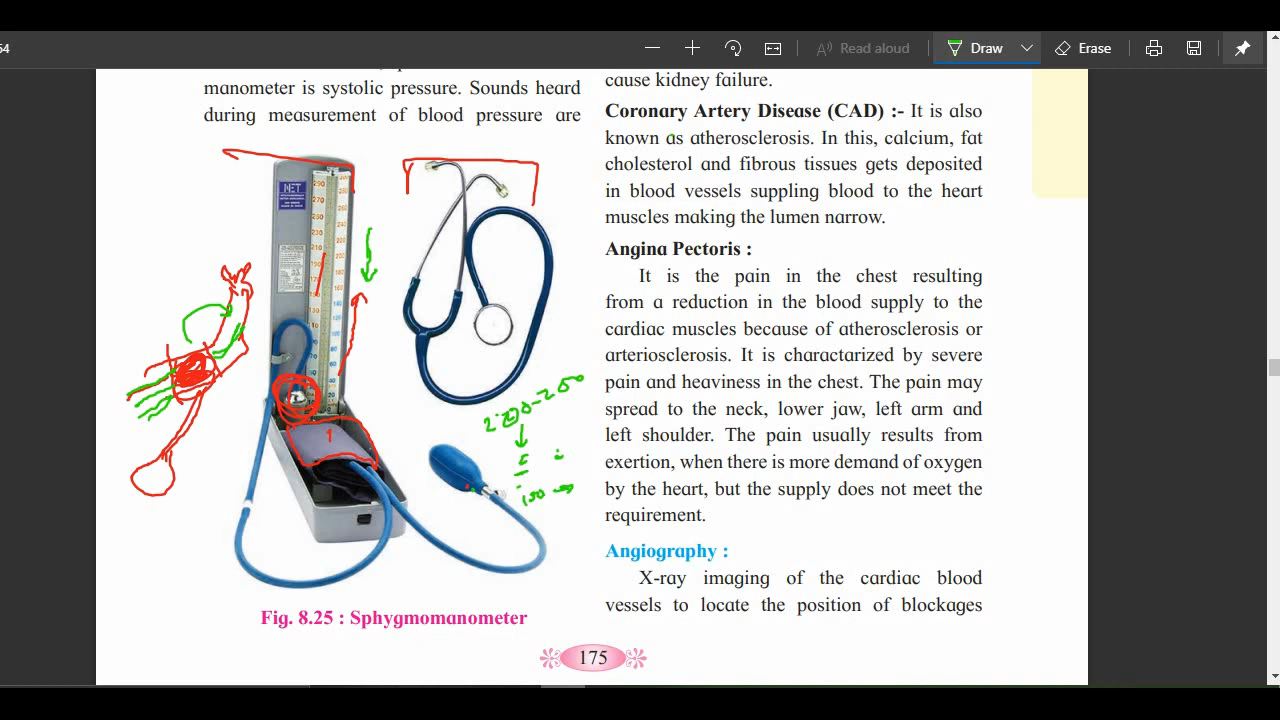 54
Read aloud
Draw
Erase
manometer is systolic pressure. Sounds heard
during measurement of blood pressure are
NET
1
Fig. 8.25 : Sphygmomanometer
cause kidney failure.
Coronary Artery Disease (CAD) :- It is also
known as atherosclerosis. In this, calcium, fat
cholesterol and fibrous tissues gets deposited
in blood vessels suppling blood to the heart
muscles making the lumen narrow.
Angina Pectoris :
It is the pain in the chest resulting
from a reduction in the blood supply to the
cardiac muscles because of atherosclerosis or
arteriosclerosis. It is charactarized by severe
pain and heaviness in the chest. The pain may
spread to the neck, lower jaw, left arm and
left shoulder. The pain usually results from
exertion, when there is more demand of oxygen
by the heart, but the supply does not meet the
requirement.
Angiography :
X-ray imaging of the cardiac blood
vessels to locate the position of blockages
175